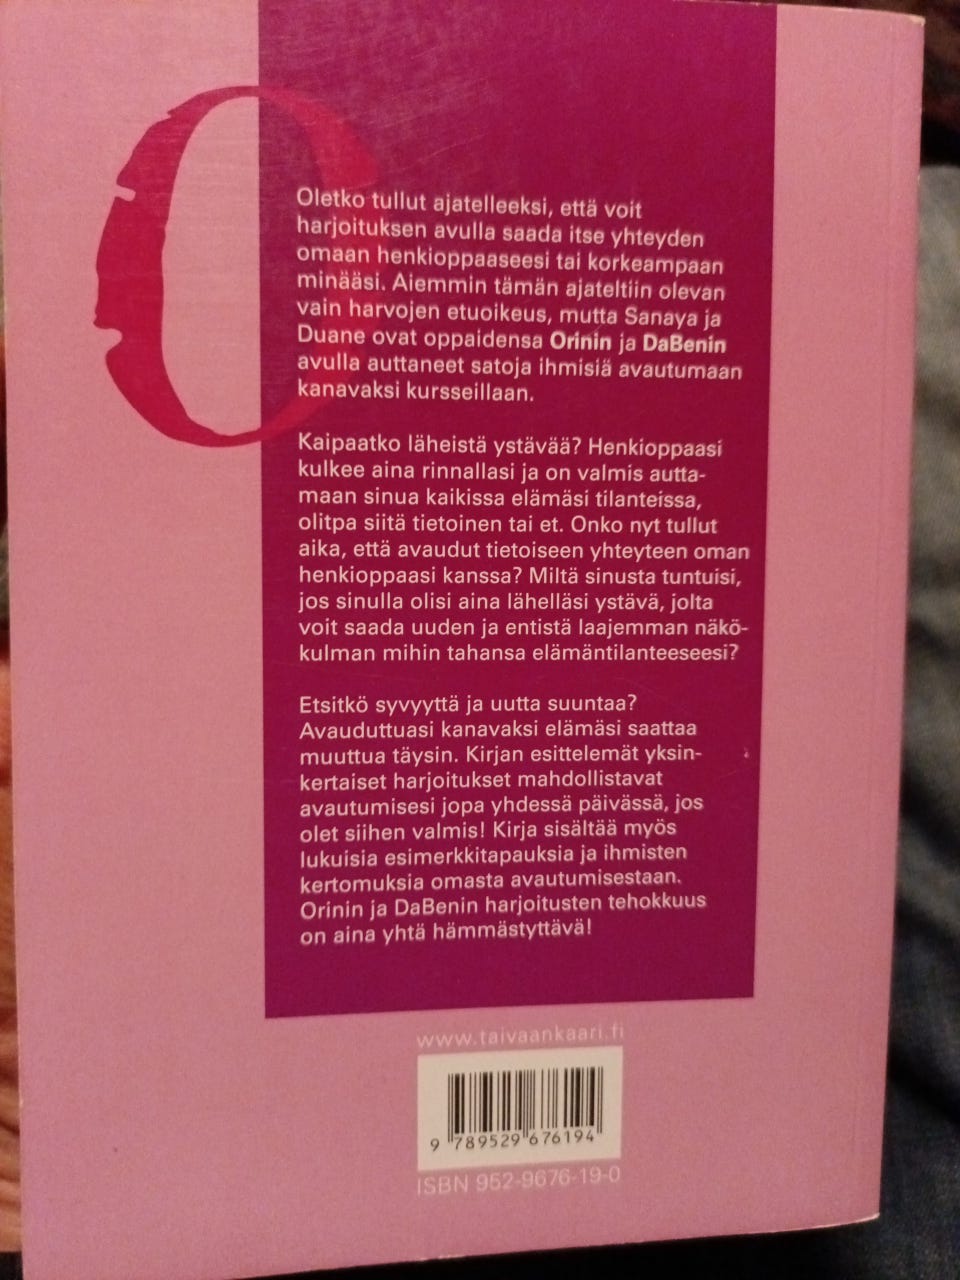 Oletko tullut ajatelleeksi, että voit
harjoituksen avulla saada itse yhteyden
omaan henkioppaaseesi tai korkeampaan
minääsi. Aiemmin tämän ajateltiin olevan
vain harvojen etuoikeus, mutta Sanaya ja
Duane ovat oppaidensa Orinin ja DaBenin
avulla auttaneet satoja ihmisiä avautumaan
kanavaksi kursseillaan.
Kaipaatko läheistä ystävää? Henkioppaasi
kulkee aina rinnallasi ja on valmis autta-
maan sinua kaikissa elämäsi tilanteissa,
olitpa siitä tietoinen tai et. Onko nyt tullut
aika, että avaudut tietoiseen yhteyteen oman
henkioppaasi kanssa? Miltä sinusta tuntuisi,
jos sinulla olisi aina lähelläsi ystävä, jolta
voit saada uuden ja entistä laajemman näkö-
kulman mihin tahansa elämäntilanteeseesi?
Etsitkö syvyyttä ja uutta suuntaa?
Avauduttuasi kanavaksi elämäsi saattaa
muuttua täysin. Kirjan esittelemät yksin-
kertaiset harjoitukset mahdollistavat
avautumisesi jopa yhdessä päivässä, jos
olet siihen valmis! Kirja sisältää myös
lukuisia esimerkkitapauksia ja ihmisten
kertomuksia omasta avautumisestaan.
Orinin ja DaBenin harjoitusten tehokkuus
on aina yhtä hämmästyttävä!
www.taivaankaari.fi
9 789529 676194
ISBN 952-9676-19-0